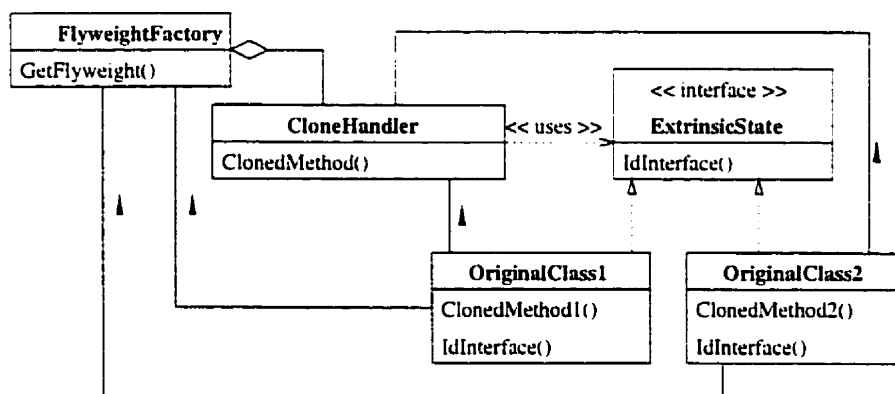 FlyweightFactory
GetFlyweight()
CloneHandler
ClonedMethod()
<< uses >>
<< interface >>
ExtrinsicState
IdInterface()
OriginalClass1
ClonedMethod1()
IdInterface()
OriginalClass2
ClonedMethod2()
IdInterface()